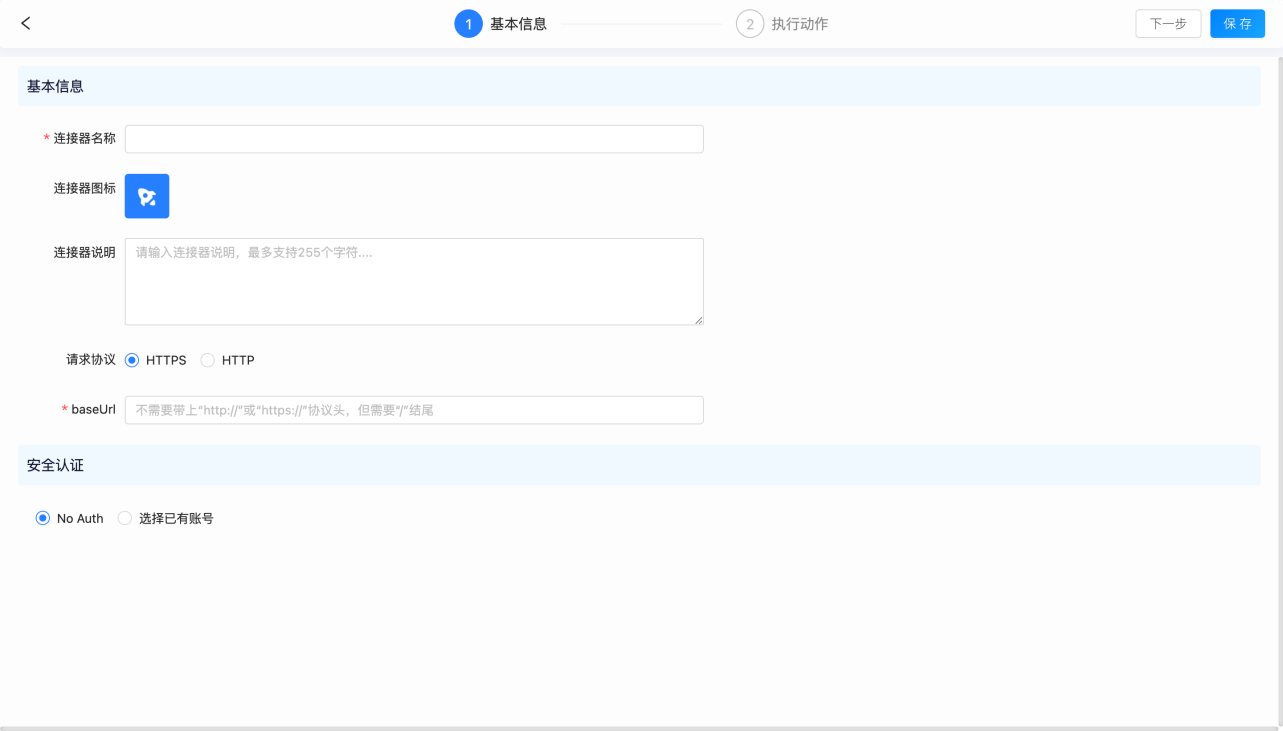 1 基本信息 2 执行动作 下一步 保 存
基本信息
* 连接器名称
连接器图标
连接器说明 请输入连接器说明，最多支持255个字符....
请求协议 HTTPS HTTP
* baseUrl 不需要带上“http://”或“https://”协议头，但需要“/”结尾
安全认证
No Auth 选择已有账号